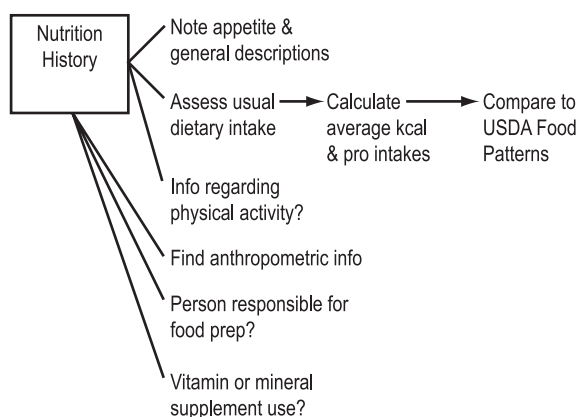 Nutrition
History
Note appetite &
general descriptions
Assess usual
dietary intake
Calculate
average kcal
& pro intakes
Compare to
USDA Food
Patterns
Info regarding
physical activity?
Find anthropometric info
Person responsible for
food prep?
Vitamin or mineral
supplement use?